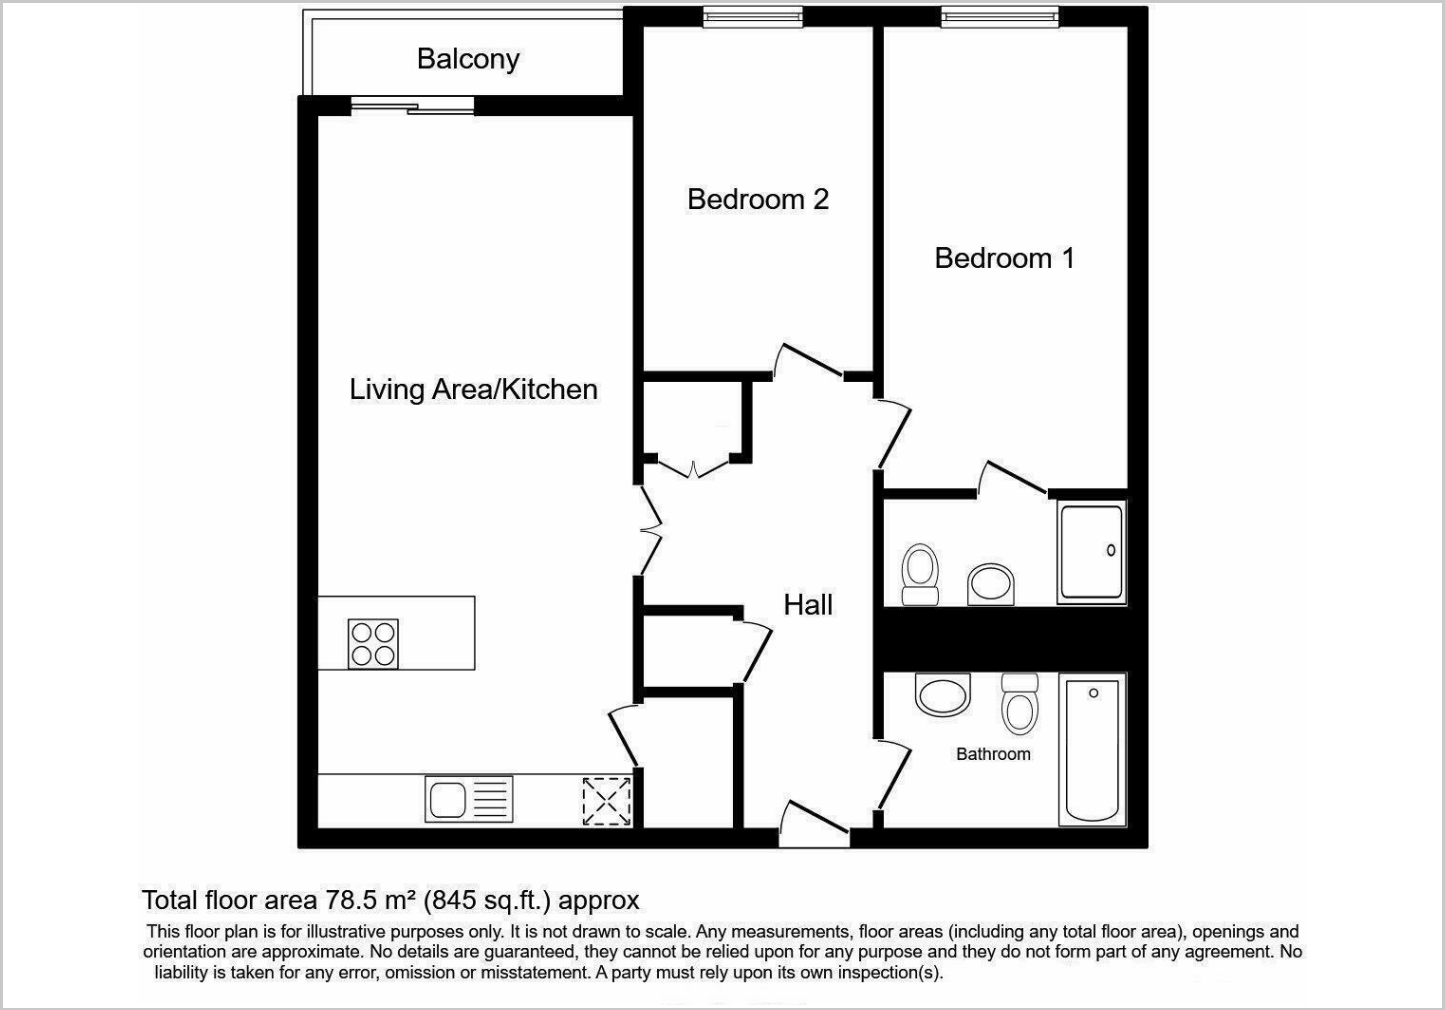 Balcony
Bedroom 2
Bedroom 1
Living Area/Kitchen
Hall
Bathroom
Total floor area 78.5 m² (845 sq.ft.) approx
This floor plan is for illustrative purposes only. It is not drawn to scale. Any measurements, floor areas (including any total floor area), openings and
orientation are approximate. No details are guaranteed, they cannot be relied upon for any purpose and they do not form part of any agreement. No
liability is taken for any error, omission or misstatement. A party must rely upon its own inspection(s).